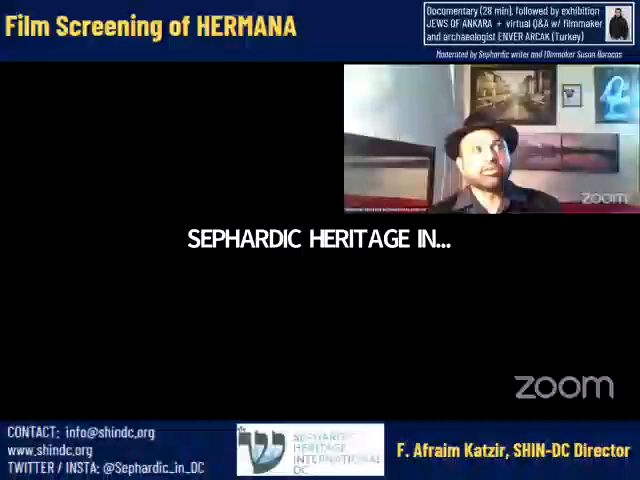 Film Screening of HERMANA
Documentary (28 min), followed by exhibition
JEWS OF ANKARA + virtual Q&A w/ filmmaker
and archaeologist ENVER ARCAK (Turkey)
Moderated by Sephardic writer and filmmaker Susan Barocas
zoom
SEPHARDIC HERITAGE IN...
zoom
CONTACT: info@shindc.org
www.shindc.org
TWITTER / INSTA: @Sephardic_in_DC
SEPHARDIC
HERITAGE
INTERNATIONAL
DC
F. Afraim Katzir, SHIN-DC Director